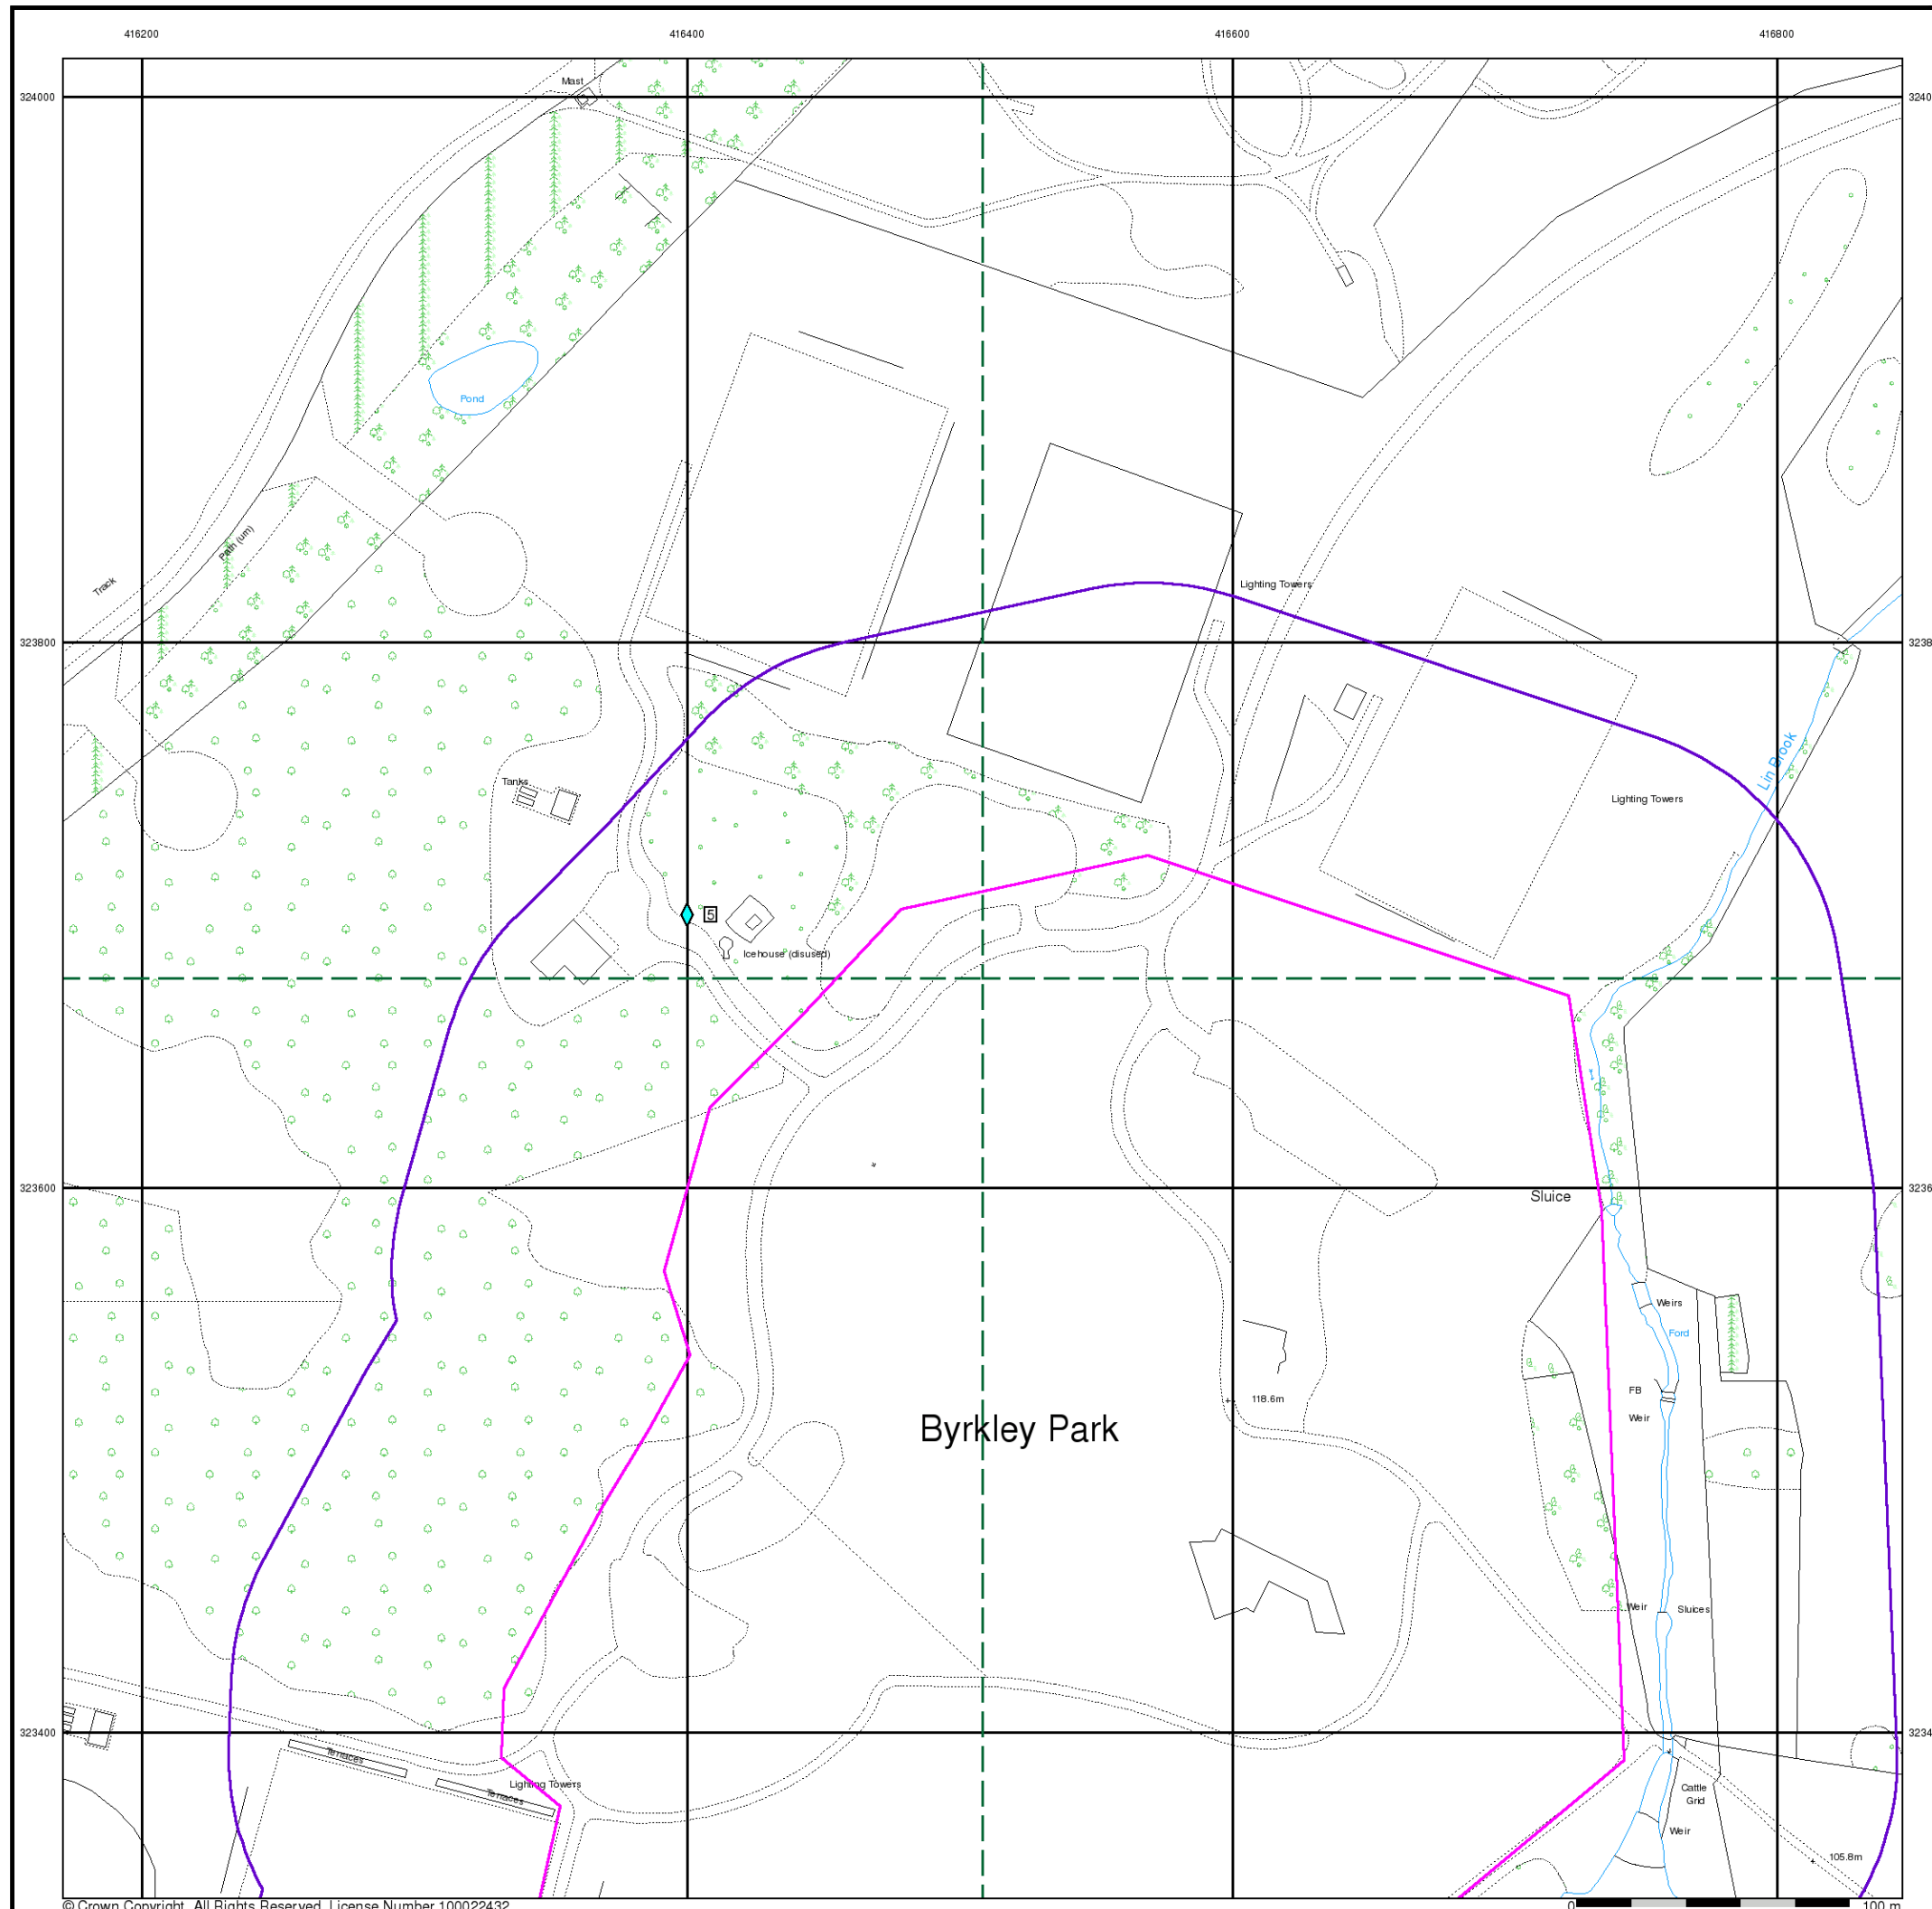 416200 416400 416600 416800
Mast
324000 3240
Pond
Path (um)
Track
Lighting Towers
323800 3238
Lin Brook
Tanks
Lighting Towers
5
Icehouse (disused)
323600 3236
Sluice
Weirs
Ford
FB
118.6m
Weir
Byrkley Park
Weir
Sluices
323400 3234
Terraces
Lighting Towers
Terraces
Cattle
Grid
Weir
105.8m
© Crown Copyright. All Rights Reserved. License Number 100022432
0 100 m